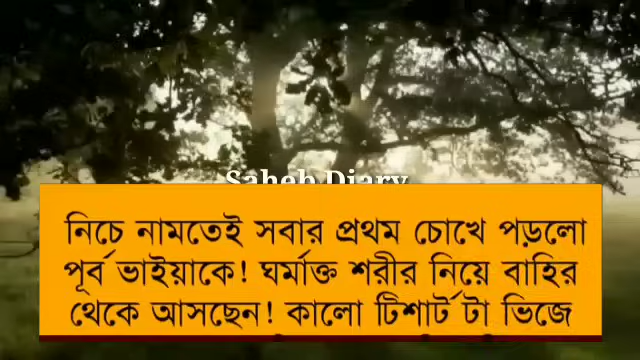 Saheb Diary
নিচে নামতেই সবার প্রথম চোখে পড়লো
পূর্ব ভাইয়াকে! ঘর্মাক্ত শরীর নিয়ে বাহির
থেকে আসছেন! কালো টিশার্ট টা ভিজে